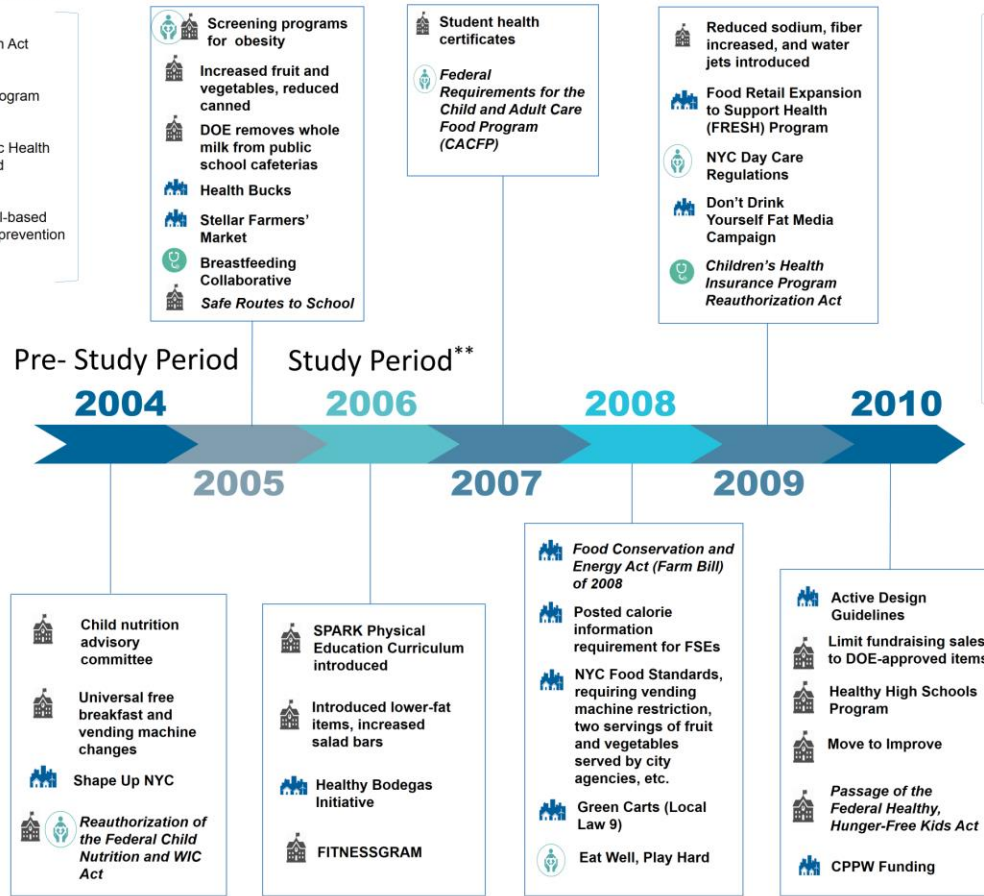 n Act
ogram
c Health
d
l-based
prevention
Screening programs
for obesity
Increased fruit and
vegetables, reduced
canned
DOE removes whole
milk from public
school cafeterias
Health Bucks
Stellar Farmers'
Market
Breastfeeding
Collaborative
Safe Routes to School
Student health
certificates
Federal
Requirements for the
Child and Adult Care
Food Program
(CACFP)
Reduced sodium, fiber
increased, and water
jets introduced
Food Retail Expansion
to Support Health
(FRESH) Program
NYC Day Care
Regulations
Don't Drink
Yourself Fat Media
Campaign
Children's Health
Insurance Program
Reauthorization Act
Pre- Study Period
Study Period**
2004
2006
2008
2010
2005
2007
2009
Child nutrition
advisory
committee
Universal free
breakfast and
vending machine
changes
Shape Up NYC
Reauthorization of
the Federal Child
Nutrition and WIC
Act
SPARK Physical
Education Curriculum
introduced
Introduced lower-fat
items, increased
salad bars
Healthy Bodegas
Initiative
FITNESSGRAM
Food Conservation and
Energy Act (Farm Bill)
of 2008
Posted calorie
information
requirement for FSEs
NYC Food Standards,
requiring vending
machine restriction,
two servings of fruit
and vegetables
served by city
agencies, etc.
Green Carts (Local
Law 9)
Eat Well, Play Hard
Active Design
Guidelines
Limit fundraising sales
to DOE-approved items
Healthy High Schools
Program
Move to Improve
Passage of the
Federal Healthy,
Hunger-Free Kids Act
CPPW Funding